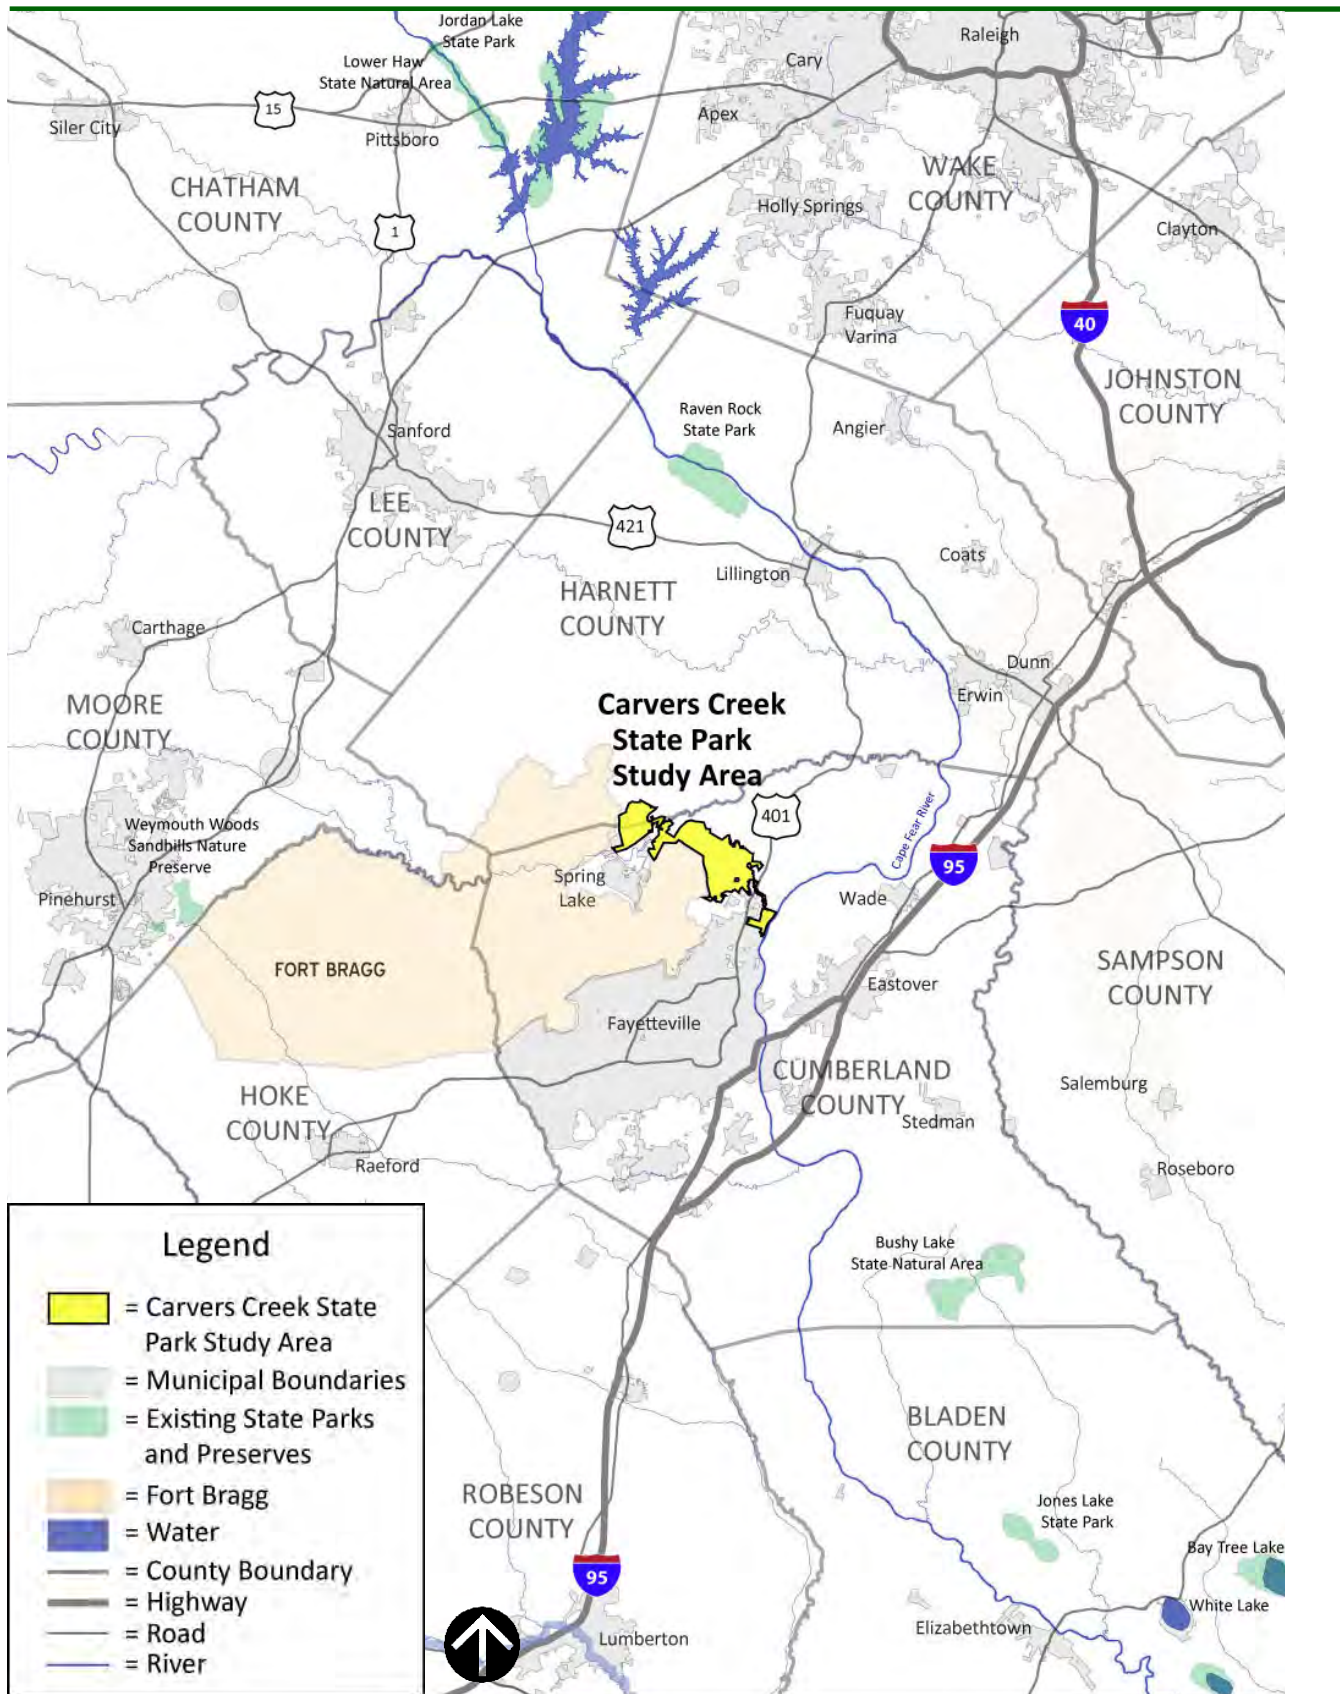 Jordan Lake
State Park
Raleigh
Lower Haw
State Natural Area
Cary
15
Apex
Siler City
Pittsboro
CHATHAM
COUNTY
WAKE
COUNTY
Holly Springs
1
Clayton
Fuquay
Varina
40
JOHNSTON
COUNTY
Raven Rock
State Park
Sanford
Angier
LEE
COUNTY
421
Coats
Lillington
HARNETT
COUNTY
Carthage
Dunn
Erwin
MOORE
COUNTY
Carvers Creek
State Park
Study Area
401
Cape Fear River
Weymouth Woods
Sandhills Nature
Preserve
95
Spring
Lake
Pinehurst
Wade
FORT BRAGG
SAMPSON
COUNTY
Eastover
Fayetteville
CUMBERLAND
COUNTY
HOKE
COUNTY
Salemburg
Stedman
Raeford
Roseboro
Bushy Lake
State Natural Area
Legend
= Carvers Creek State
Park Study Area
= Municipal Boundaries
= Existing State Parks
and Preserves
= Fort Bragg
= Water
= County Boundary
= Highway
= Road
= River
BLADEN
COUNTY
ROBESON
COUNTY
Jones Lake
State Park
Bay Tree Lake
95
White Lake
Elizabethtown
Lumberton